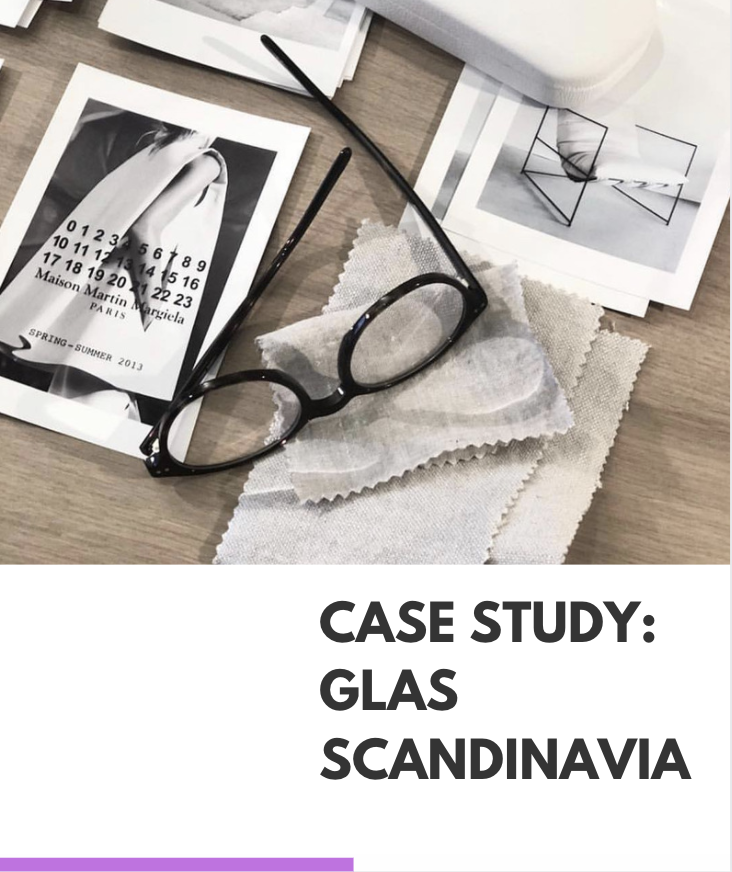 0 1 2 3 4 5 6 7 8 9
10 11 12 13 14 15 16
17 18 19 20 21 22 23
Maison Martin Margiela
PARIS
SPRING-SUMMER 2013
CASE STUDY:
GLAS
SCANDINAVIA